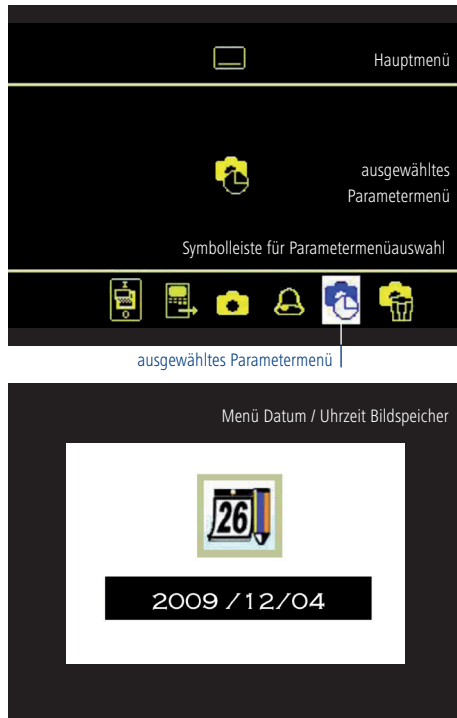 Hauptmenü
ausgewähltes
Parametermenü
Symbolleiste für Parametermenüauswahl
ausgewähltes Parametermenü
Menü Datum / Uhrzeit Bildspeicher
26
2009 /12/04